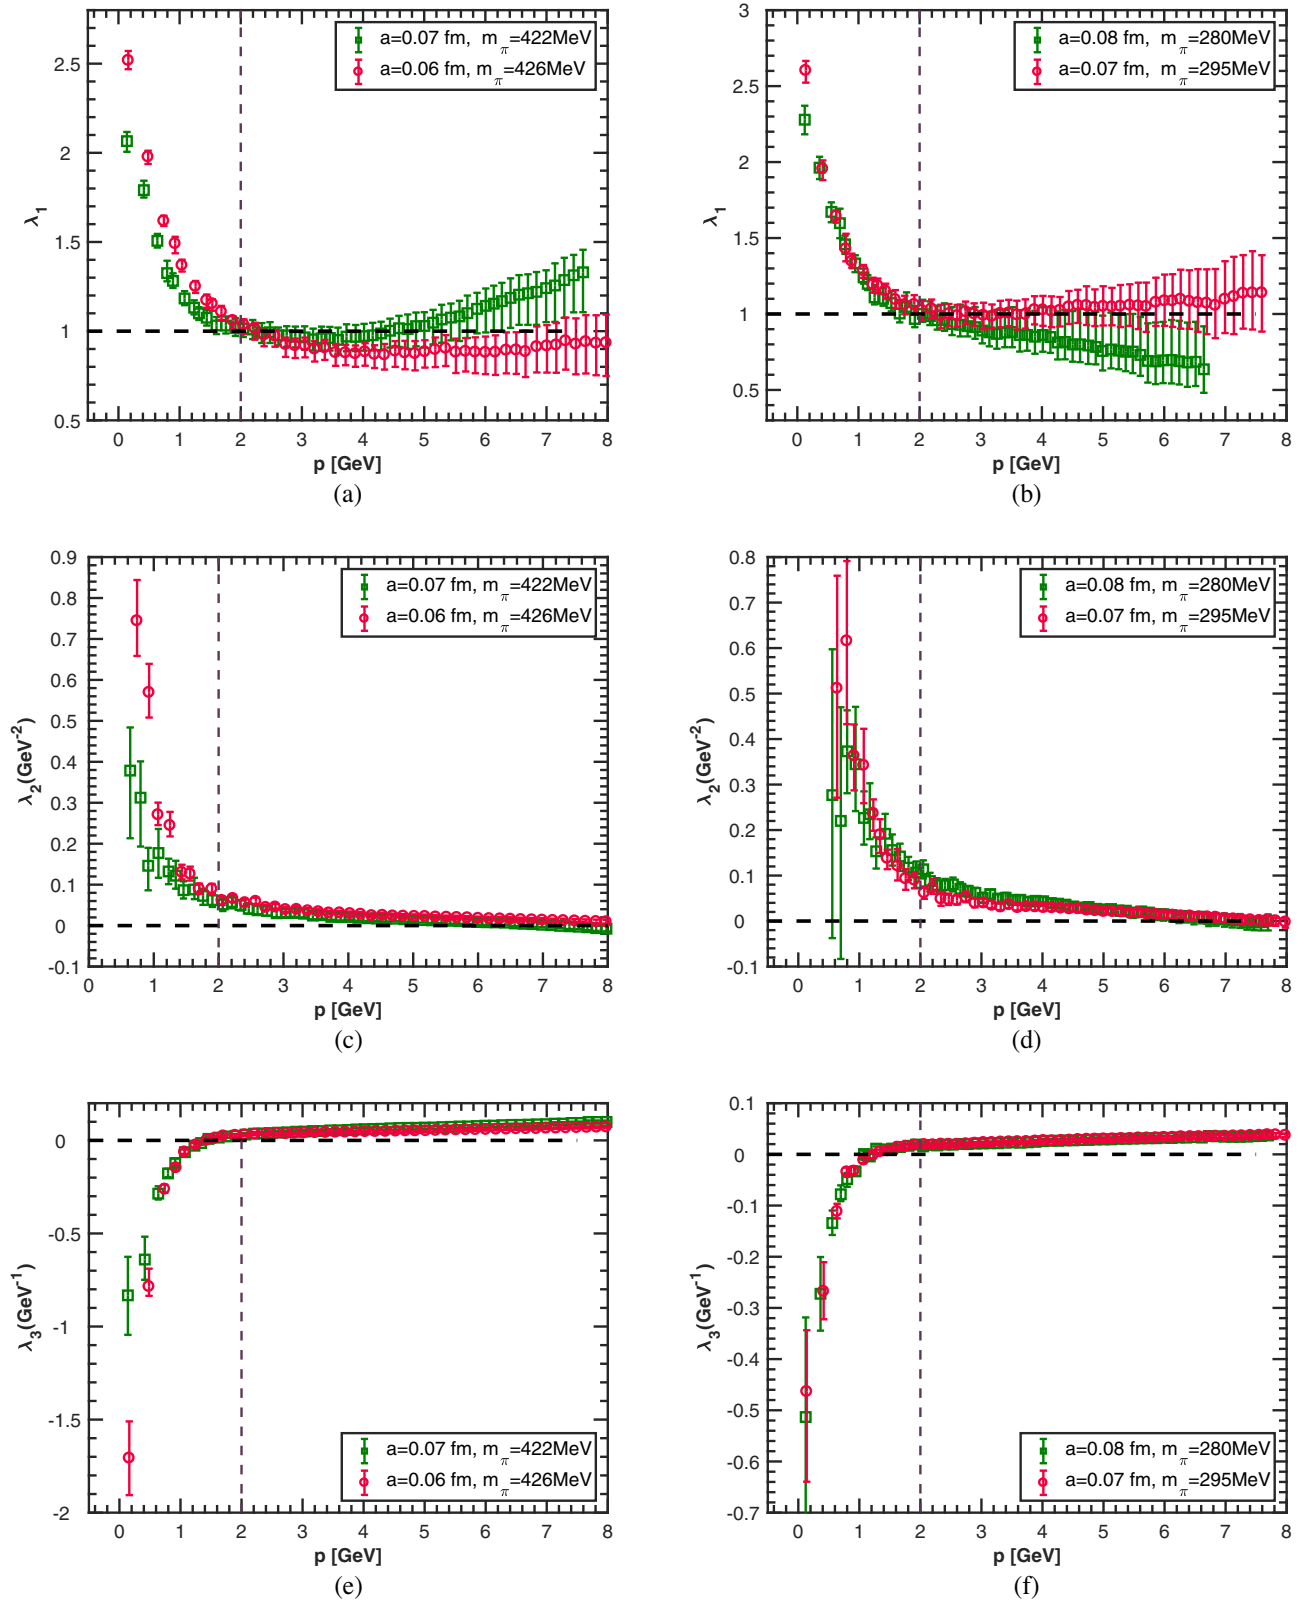 a=0.07 fm, mπ=422MeV
a=0.06 fm, mπ=426MeV
2.5
2
1.5
1
0.5
λ1
0 1 2 3 4 5 6 7 8
p [GeV]
(a)
a=0.08 fm, mπ=280MeV
a=0.07 fm, mπ=295MeV
3
2.5
2
1.5
1
0.5
λ1
0 1 2 3 4 5 6 7 8
p [GeV]
(b)
a=0.07 fm, mπ=422MeV
a=0.06 fm, mπ=426MeV
0.9
0.8
0.7
0.6
0.5
0.4
0.3
0.2
0.1
0
-0.1
λ2(GeV-2)
0 1 2 3 4 5 6 7 8
p [GeV]
(c)
a=0.08 fm, mπ=280MeV
a=0.07 fm, mπ=295MeV
0.8
0.7
0.6
0.5
0.4
0.3
0.2
0.1
0
-0.1
λ2(GeV-2)
0 1 2 3 4 5 6 7 8
p [GeV]
(d)
0
-0.5
-1
-1.5
-2
λ3(GeV-1)
a=0.07 fm, mπ=422MeV
a=0.06 fm, mπ=426MeV
0 1 2 3 4 5 6 7 8
p [GeV]
(e)
0.1
0
-0.1
-0.2
-0.3
-0.4
-0.5
-0.6
-0.7
λ3(GeV-1)
a=0.08 fm, mπ=280MeV
a=0.07 fm, mπ=295MeV
0 1 2 3 4 5 6 7 8
p [GeV]
(f)